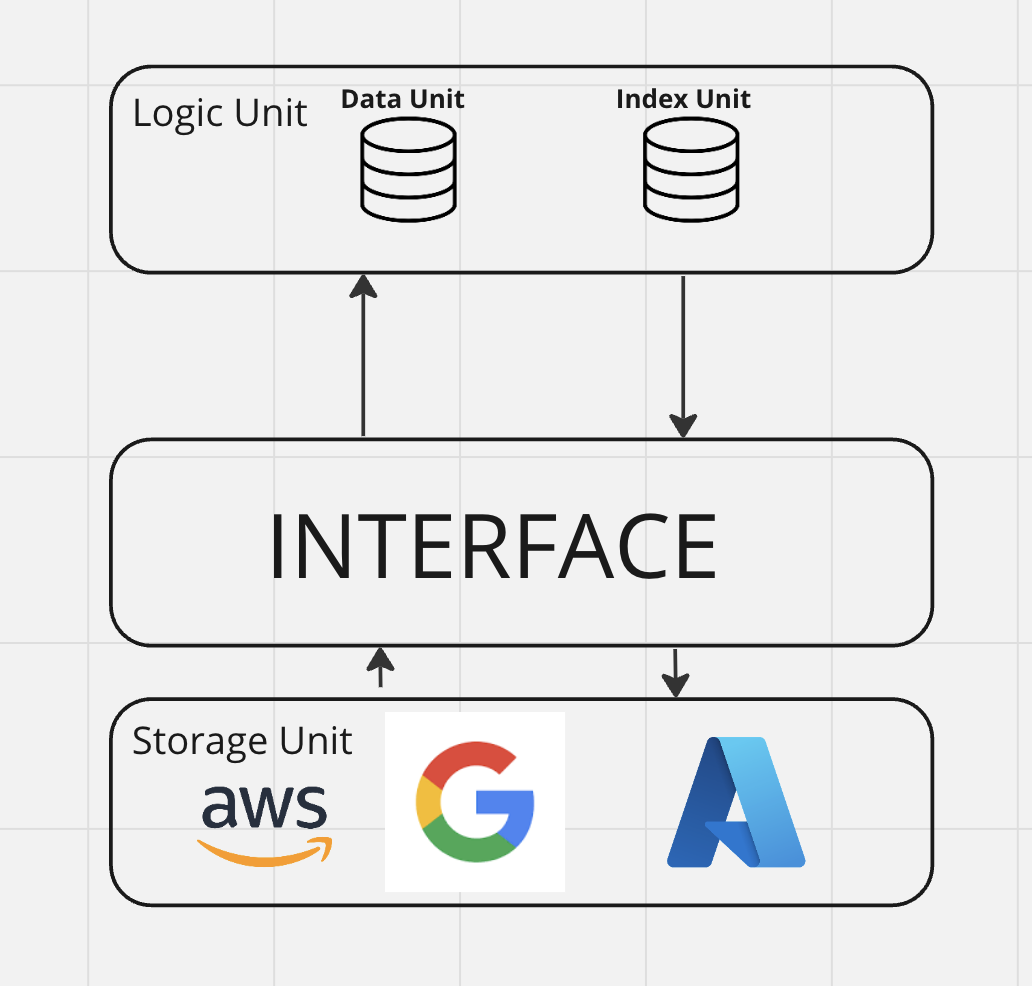 Logic Unit
Data Unit
Index Unit
INTERFACE
Storage Unit
aws
G
A